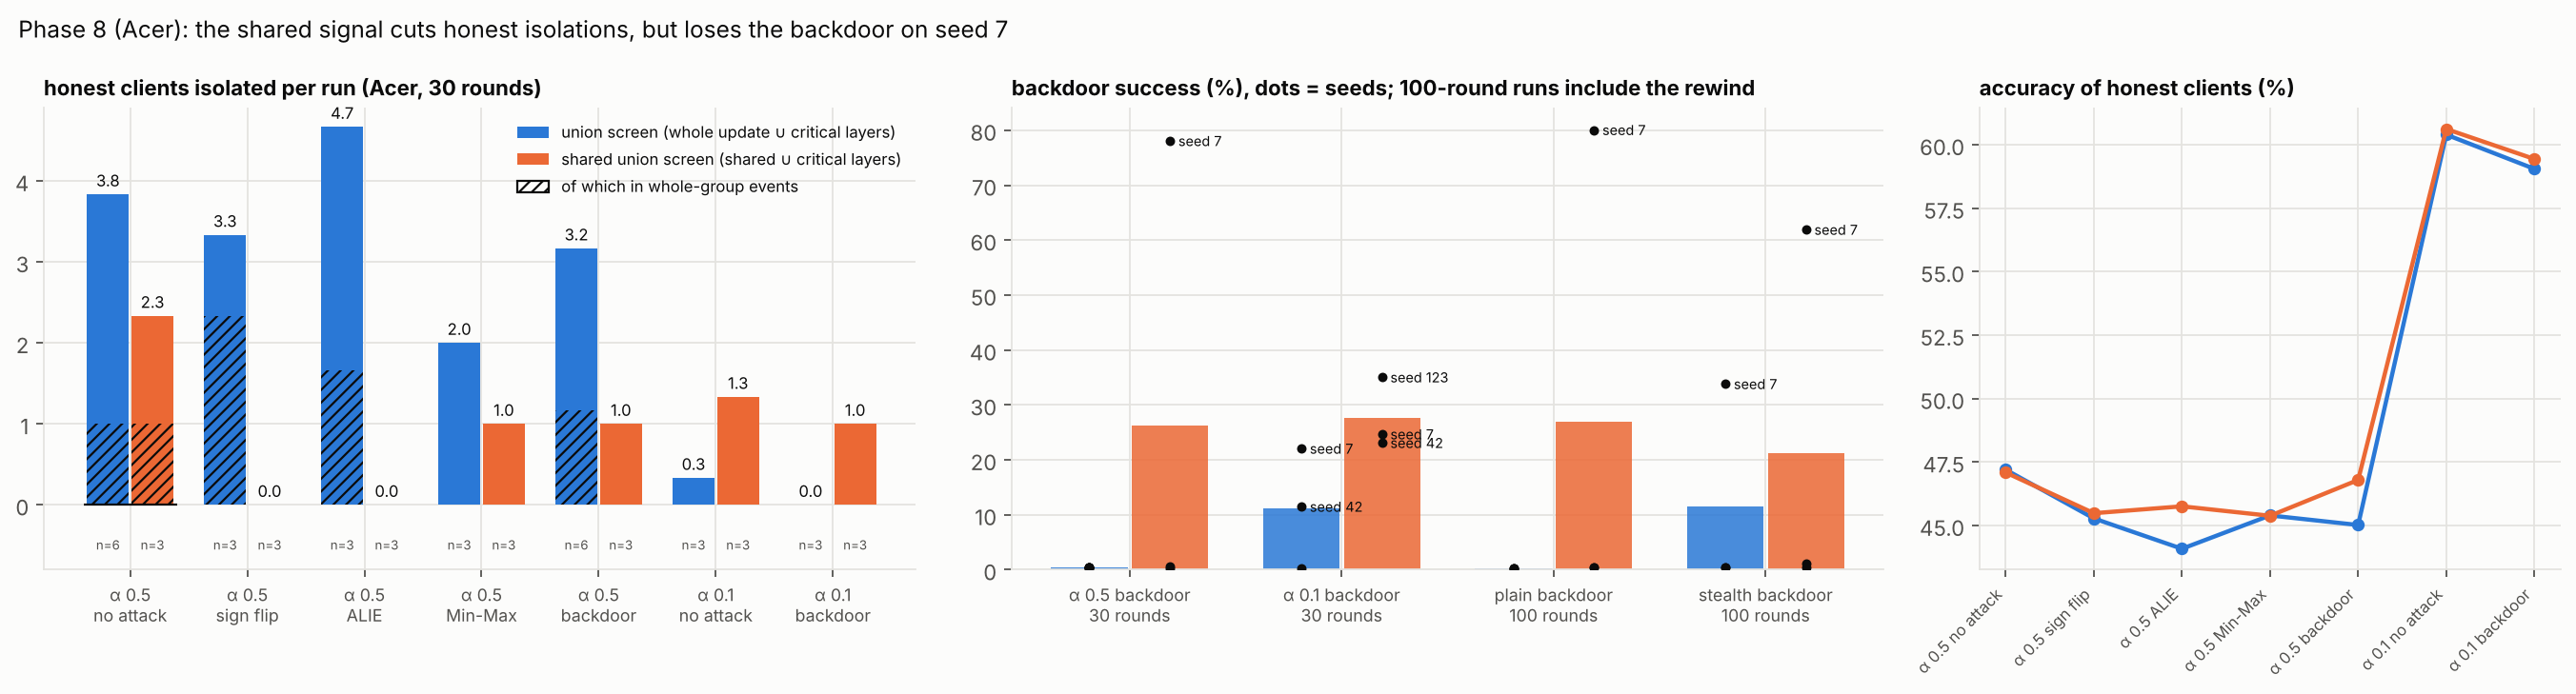 Phase 8 (Acer): the shared signal cuts honest isolations, but loses the backdoor on seed 7
honest clients isolated per run (Acer, 30 rounds)
4.7
union screen (whole update ∪ critical layers)
shared union screen (shared ∪ critical layers)
of which in whole-group events
3.8
3.3
3.2
2.3
2.0
1.3
1.0
1.0
1.0
0.3
0.0
0.0
0.0
4
3
2
1
0
n=6 n=3 n=3 n=3 n=3 n=3 n=3 n=3 n=6 n=3 n=3 n=3 n=3 n=3
α 0.5 no attack
α 0.5 sign flip
α 0.5 ALIE
α 0.5 Min-Max
α 0.5 backdoor
α 0.1 no attack
α 0.1 backdoor
backdoor success (%), dots = seeds; 100-round runs include the rewind
80
70
60
50
40
30
20
10
0
seed 7
seed 7
seed 7
seed 7
seed 123
seed 7
seed 42
seed 7
seed 42
α 0.5 backdoor
30 rounds
α 0.1 backdoor
30 rounds
plain backdoor
100 rounds
stealth backdoor
100 rounds
accuracy of honest clients (%)
60.0
57.5
55.0
52.5
50.0
47.5
45.0
α 0.5 no attack
α 0.5 sign flip
α 0.5 ALIE
α 0.5 Min-Max
α 0.5 backdoor
α 0.1 no attack
α 0.1 backdoor